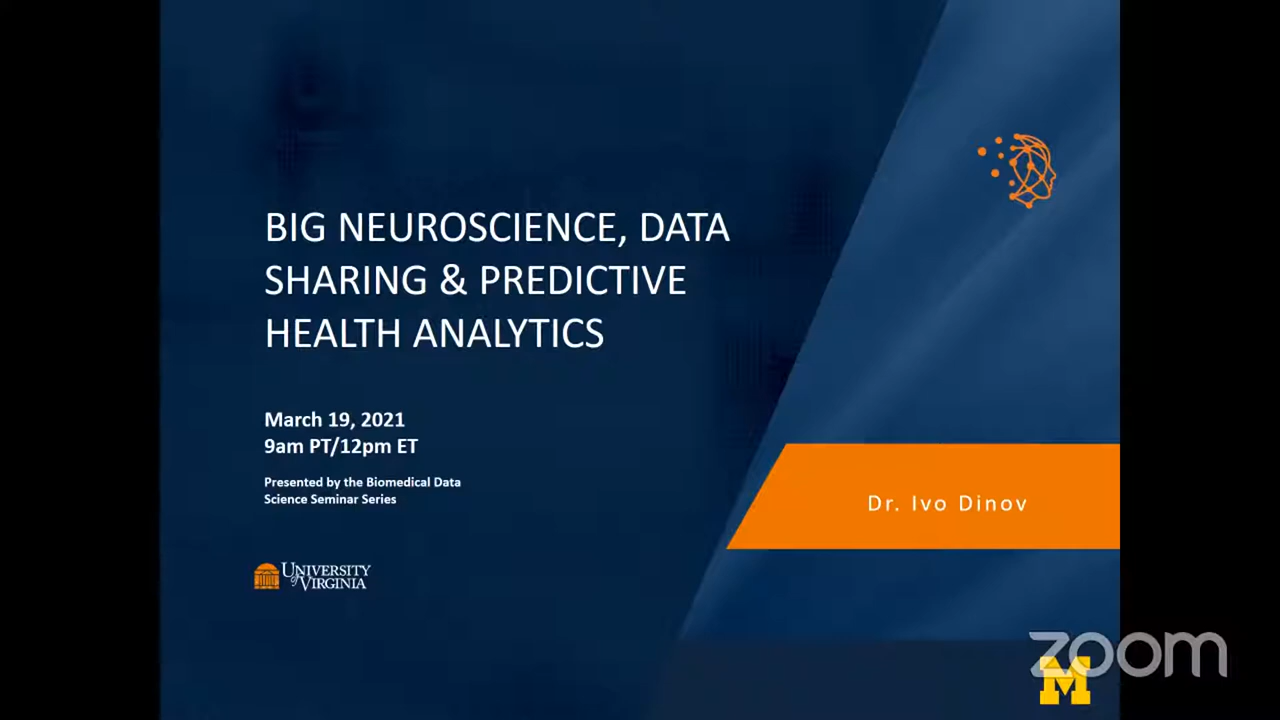 BIG NEUROSCIENCE, DATA
SHARING & PREDICTIVE
HEALTH ANALYTICS
March 19, 2021
9am PT/12pm ET
Presented by the Biomedical Data
Science Seminar Series
Dr. Ivo Dinov
UNIVERSITY
of VIRGINIA
zoom
M